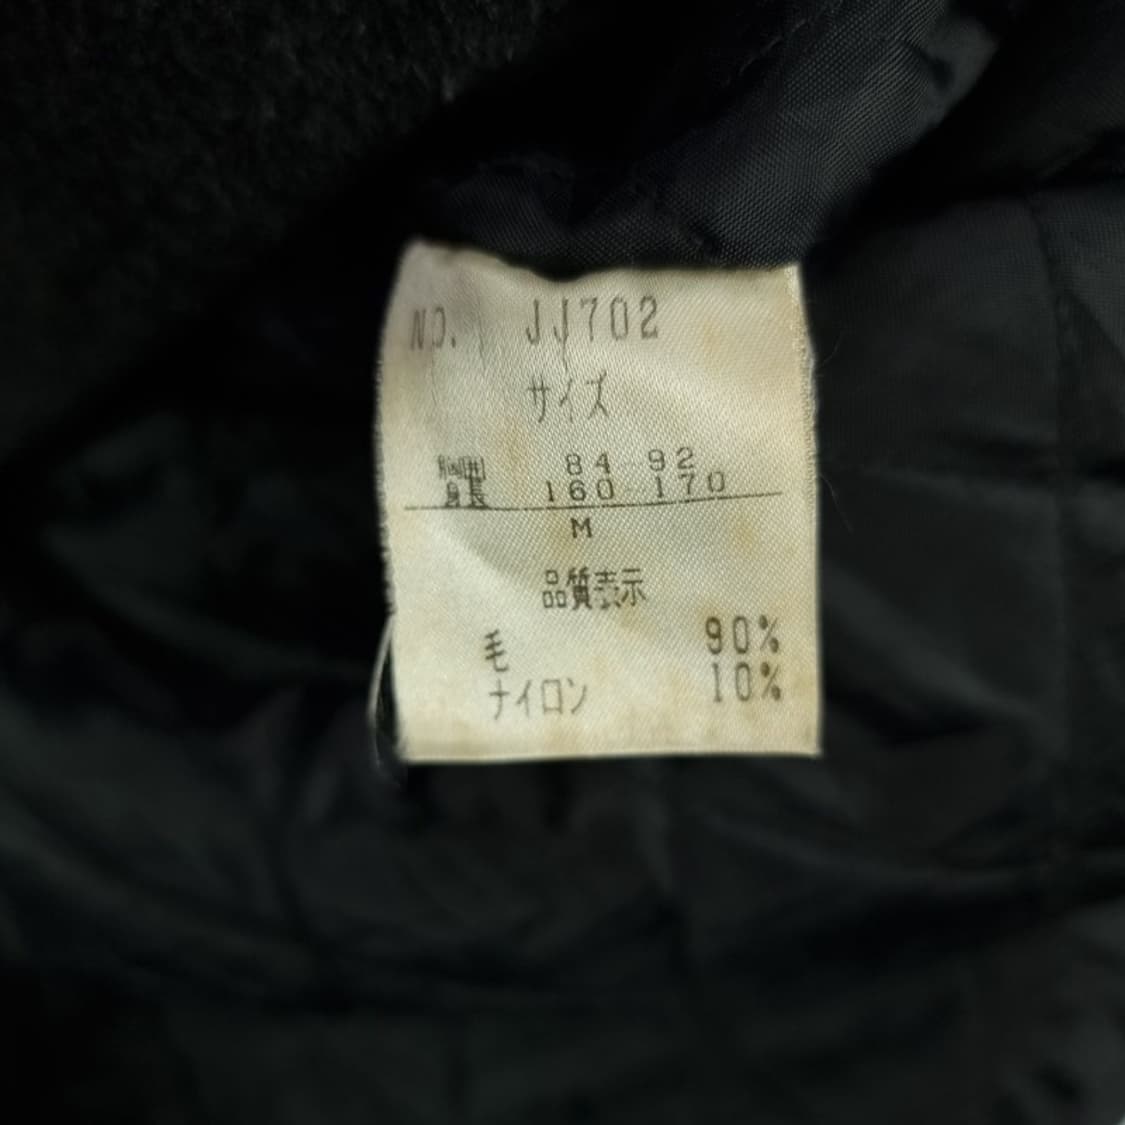 NO. JJ702
サイズ
胸囲 84-92
身長 160-170
M
品質表示
毛 90%
ナイロン 10%